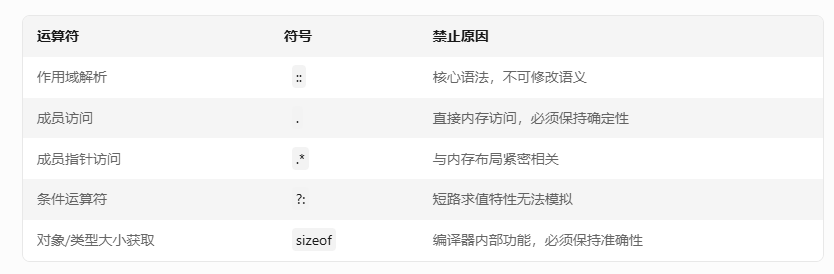 运算符 符号 禁止原因
作用域解析 :: 核心语法，不可修改语义
成员访问 . 直接内存访问，必须保持确定性
成员指针访问 .* 与内存布局紧密相关
条件运算符 ?: 短路求值特性无法模拟
对象/类型大小获取 sizeof 编译器内部功能，必须保持准确性